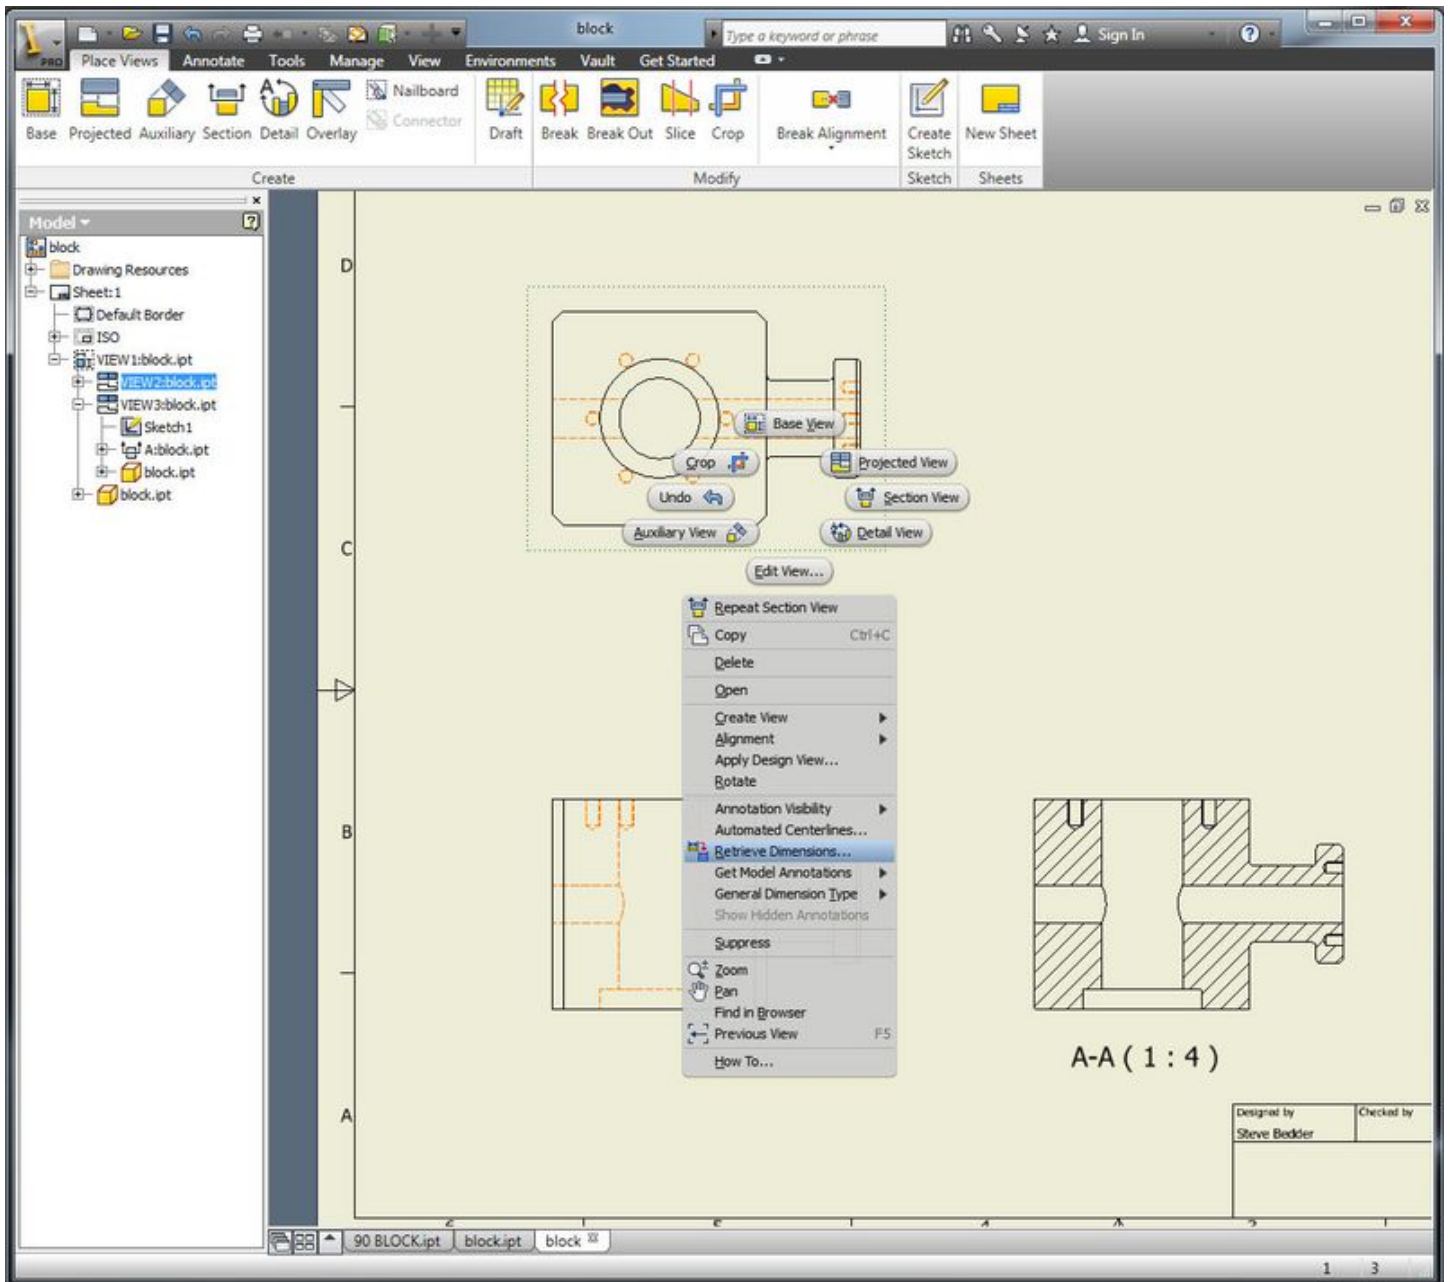 block
Type a keyword or phrase
Sign In
PRO
Place Views Annotate Tools Manage View Environments Vault Get Started
Base Projected Auxiliary Section Detail Overlay
Nailboard
Connector
Draft Break Break Out Slice Crop
Break Alignment
Create Sketch
New Sheet
Create Modify Sketch Sheets
Model
block
Drawing Resources
Sheet:1
Default Border
ISO
VIEW1:block.ipt
VIEW2:block.ipt
VIEW3:block.ipt
Sketch1
A:block.ipt
block.ipt
block.ipt
D
C
B
A
Base View
Crop
Projected View
Undo
Section View
Auxiliary View
Detail View
Edit View...
Repeat Section View
Copy Ctrl+C
Delete
Open
Create View
Alignment
Apply Design View...
Rotate
Annotation Visibility
Automated Centerlines...
Retrieve Dimensions...
Get Model Annotations
General Dimension Type
Show Hidden Annotations
Suppress
Zoom
Pan
Find in Browser
Previous View F5
How To...
A-A ( 1 : 4 )
Designed by Checked by
Steve Bedder
90 BLOCK.ipt block.ipt block
1 3